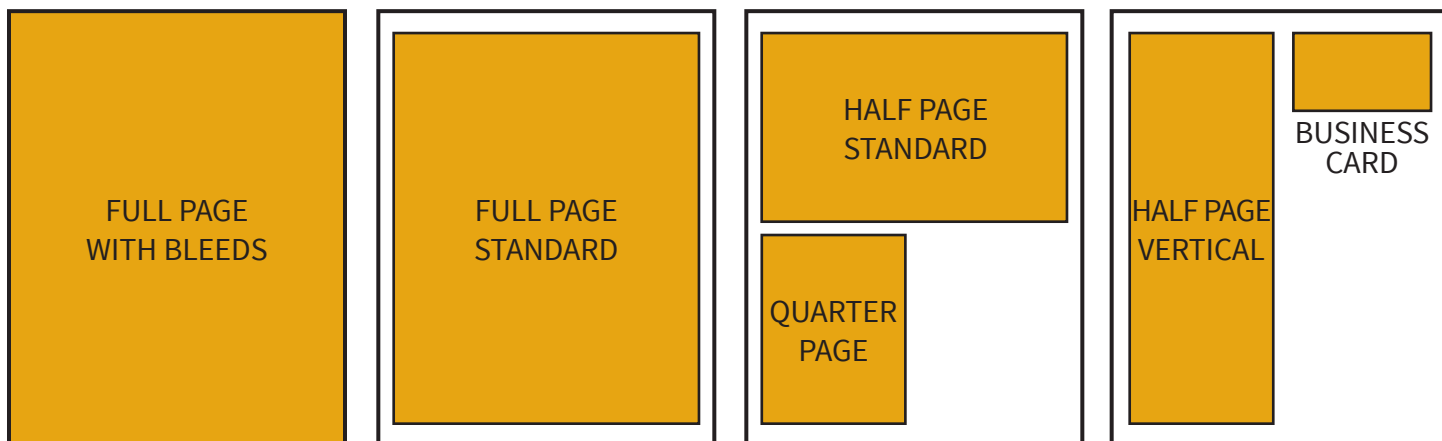 FULL PAGE
WITH BLEEDS
FULL PAGE
STANDARD
HALF PAGE
STANDARD
QUARTER
PAGE
HALF PAGE
VERTICAL
BUSINESS
CARD